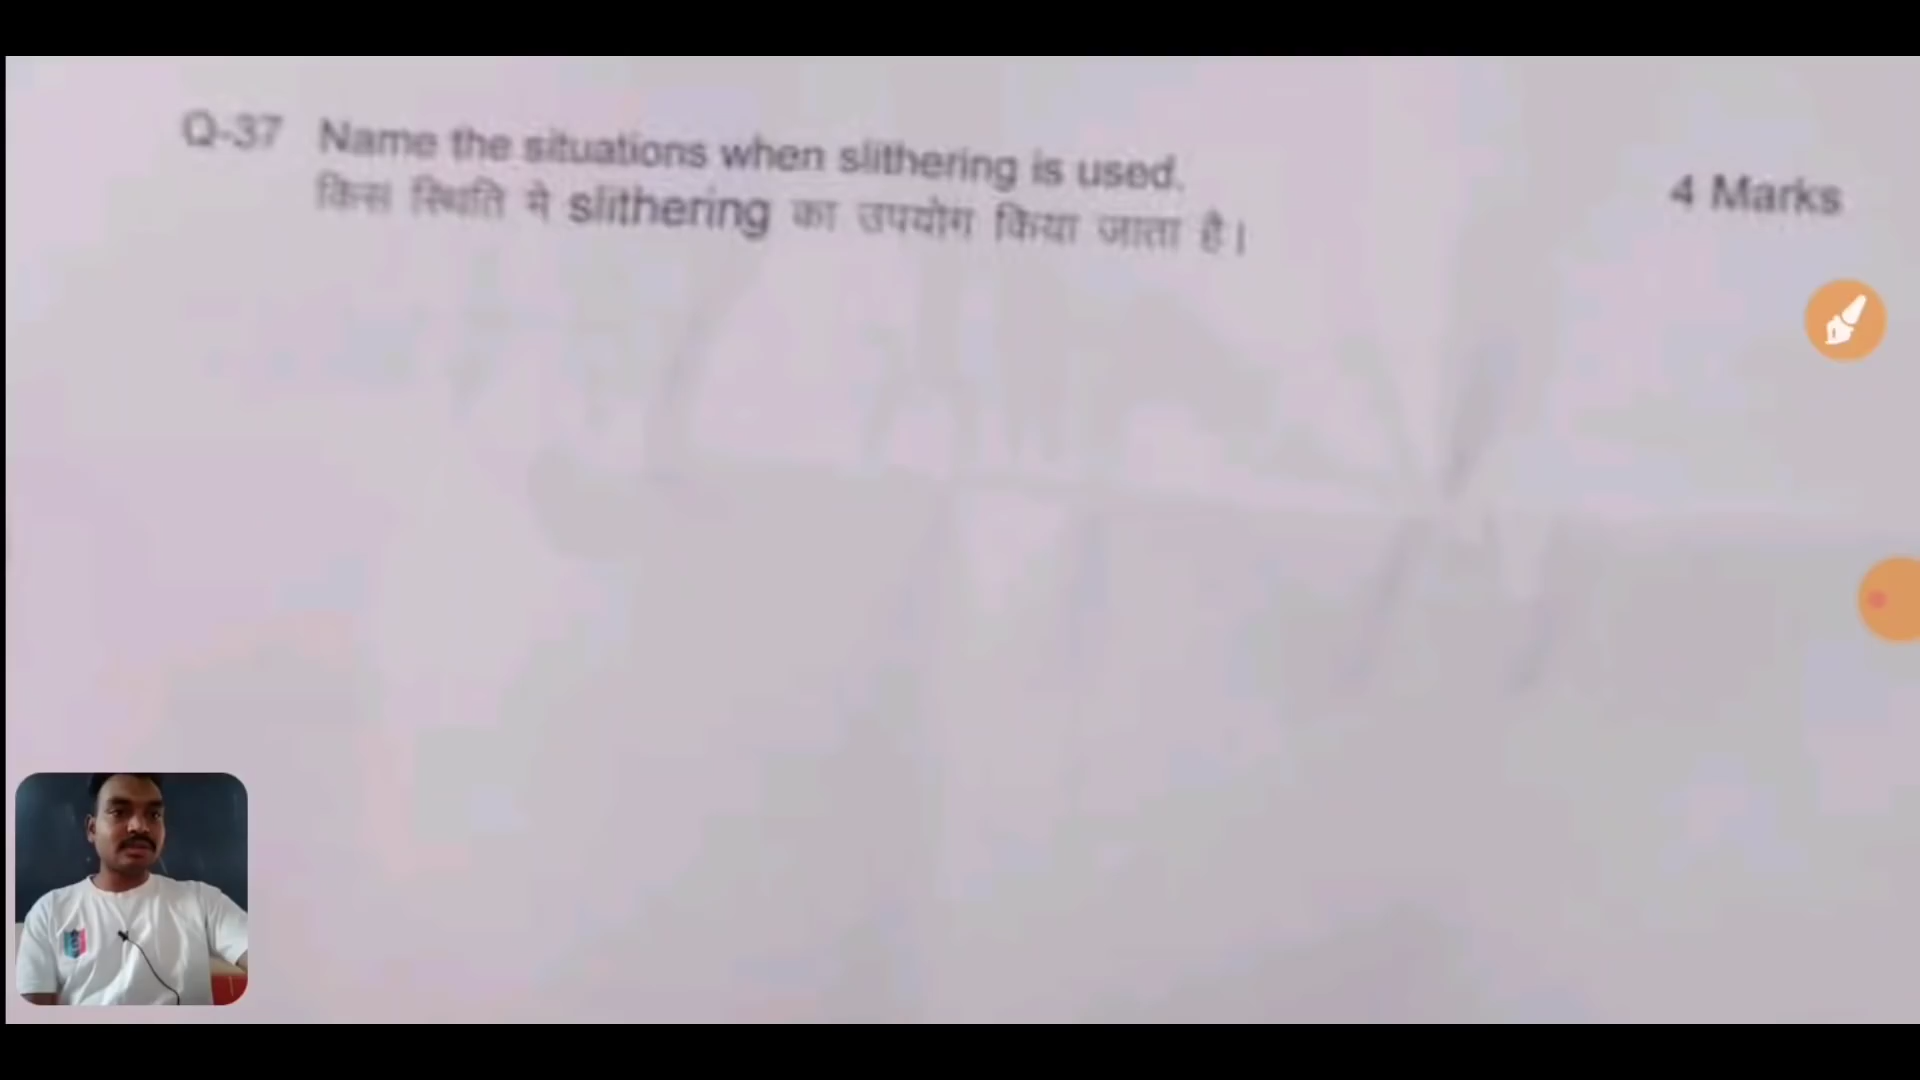 Q-37 Name the situations when slithering is used.
4 Marks
किस स्थिति मे slithering का उपयोग किया जाता है।